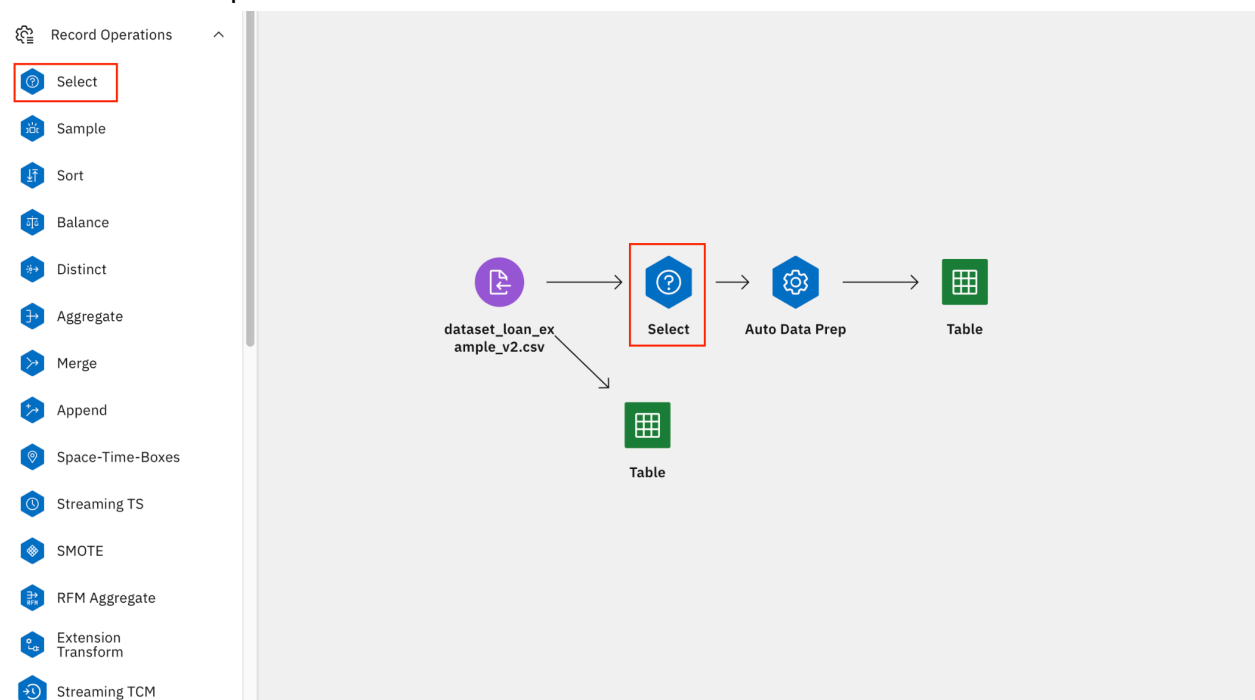 Record Operations
Select
Sample
Sort
Balance
Distinct
Aggregate
Merge
Append
Space-Time-Boxes
Streaming TS
SMOTE
RFM Aggregate
Extension
Transform
Streaming TCM
dataset_loan_ex
ample_v2.csv
Select
Auto Data Prep
Table
Table